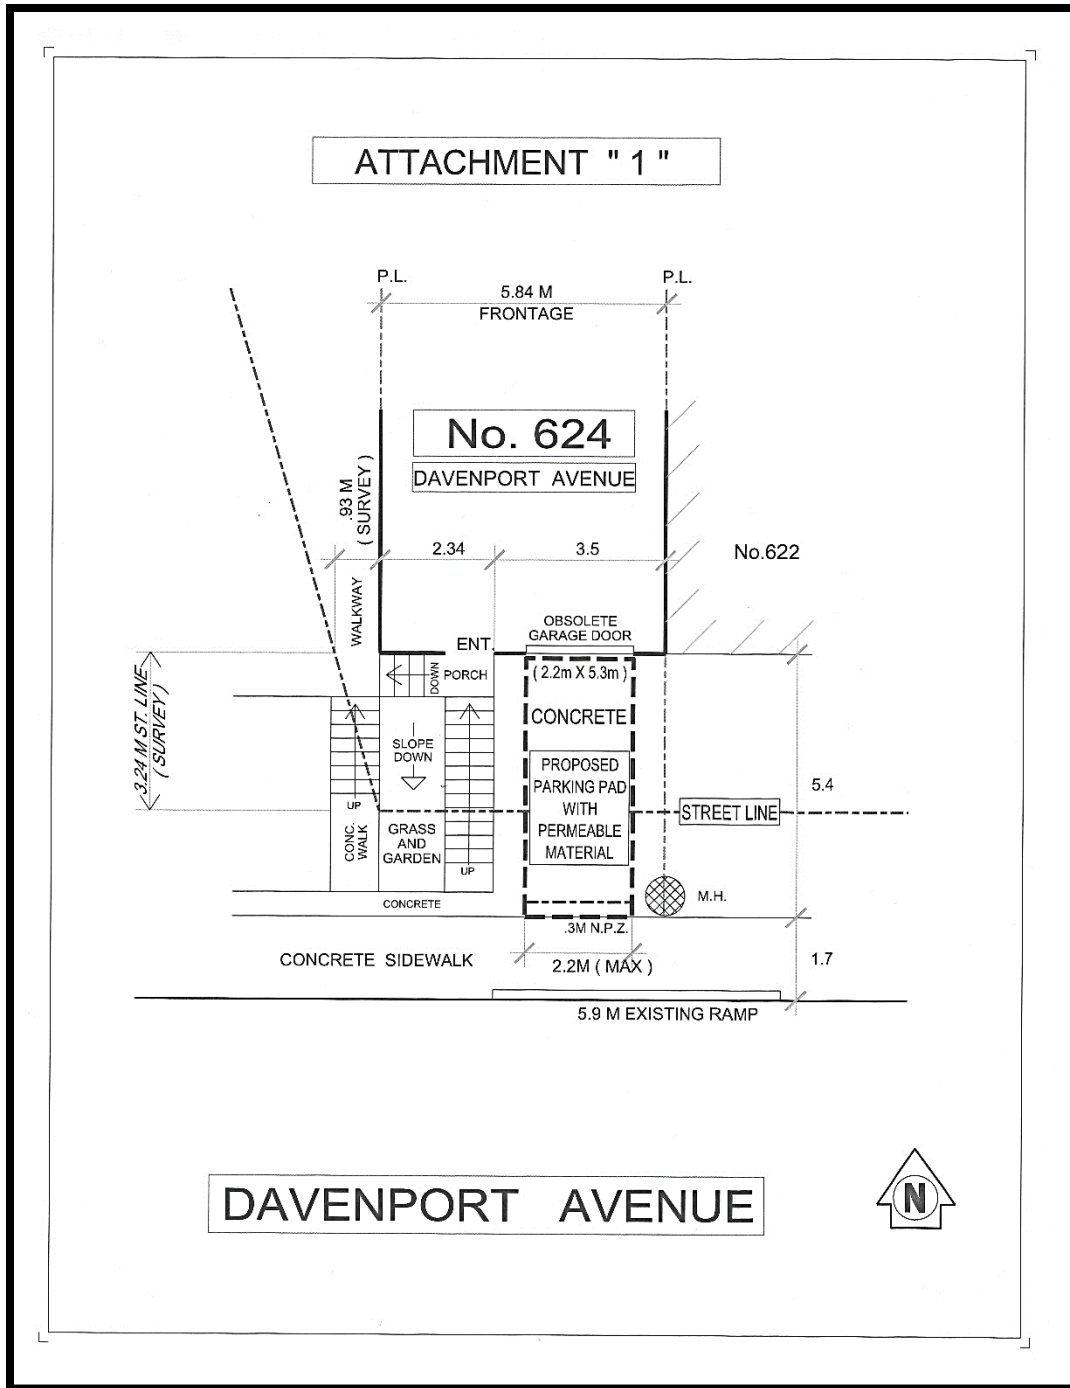 ATTACHMENT " 1 "
P.L.
P.L.
5.84 M
FRONTAGE
No. 624
DAVENPORT AVENUE
.93 M
( SURVEY )
2.34
3.5
No.622
WALKWAY
OBSOLETE
GARAGE DOOR
ENT.
DOWN
PORCH
( 2.2m X 5.3m )
CONCRETE
3.24 M ST. LINE
( SURVEY )
SLOPE
DOWN
PROPOSED
PARKING PAD
WITH
PERMEABLE
MATERIAL
5.4
UP
STREET LINE
CONC.
WALK
GRASS
AND
GARDEN
UP
M.H.
CONCRETE
.3M N.P.Z.
CONCRETE SIDEWALK
2.2M ( MAX )
1.7
5.9 M EXISTING RAMP
DAVENPORT AVENUE
N